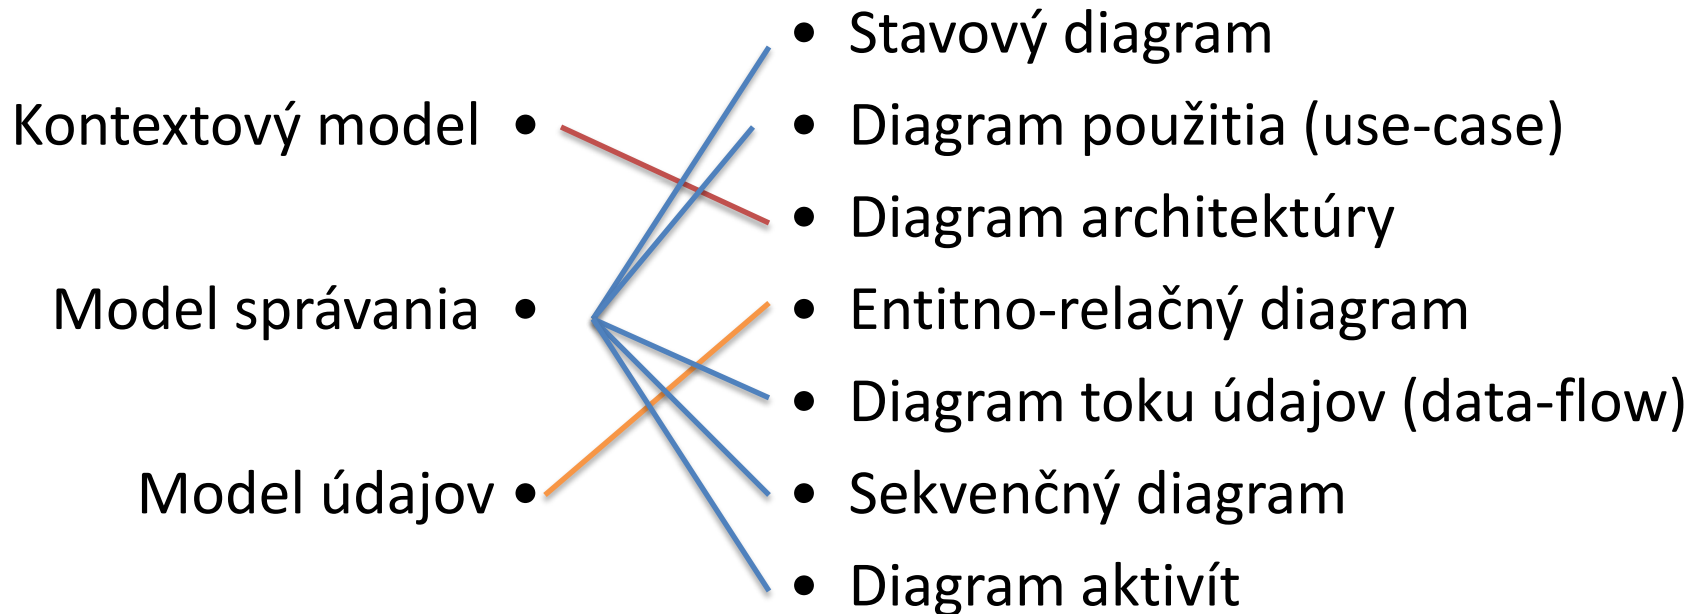 Kontextový model •
Model správania •
Model údajov •
• Stavový diagram
• Diagram použitia (use-case)
• Diagram architektúry
• Entitno-relačný diagram
• Diagram toku údajov (data-flow)
• Sekvenčný diagram
• Diagram aktivít